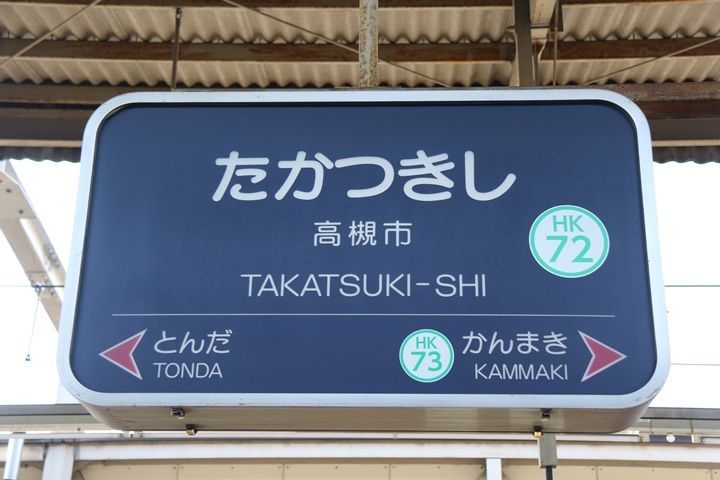 たかつきし
高槻市
HK
72
TAKATSUKI-SHI
とんだ
TONDA
HK
73
かんまき
KAMMAKI